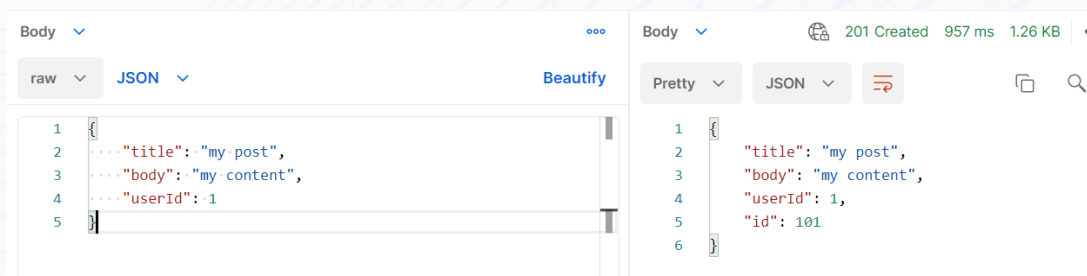 Body
raw JSON Beautify
1 {
2 "title": "my post",
3 "body": "my content",
4 "userId": 1
5 }
Body 201 Created 957 ms 1.26 KB
Pretty JSON
1 {
2 "title": "my post",
3 "body": "my content",
4 "userId": 1,
5 "id": 101
6 }